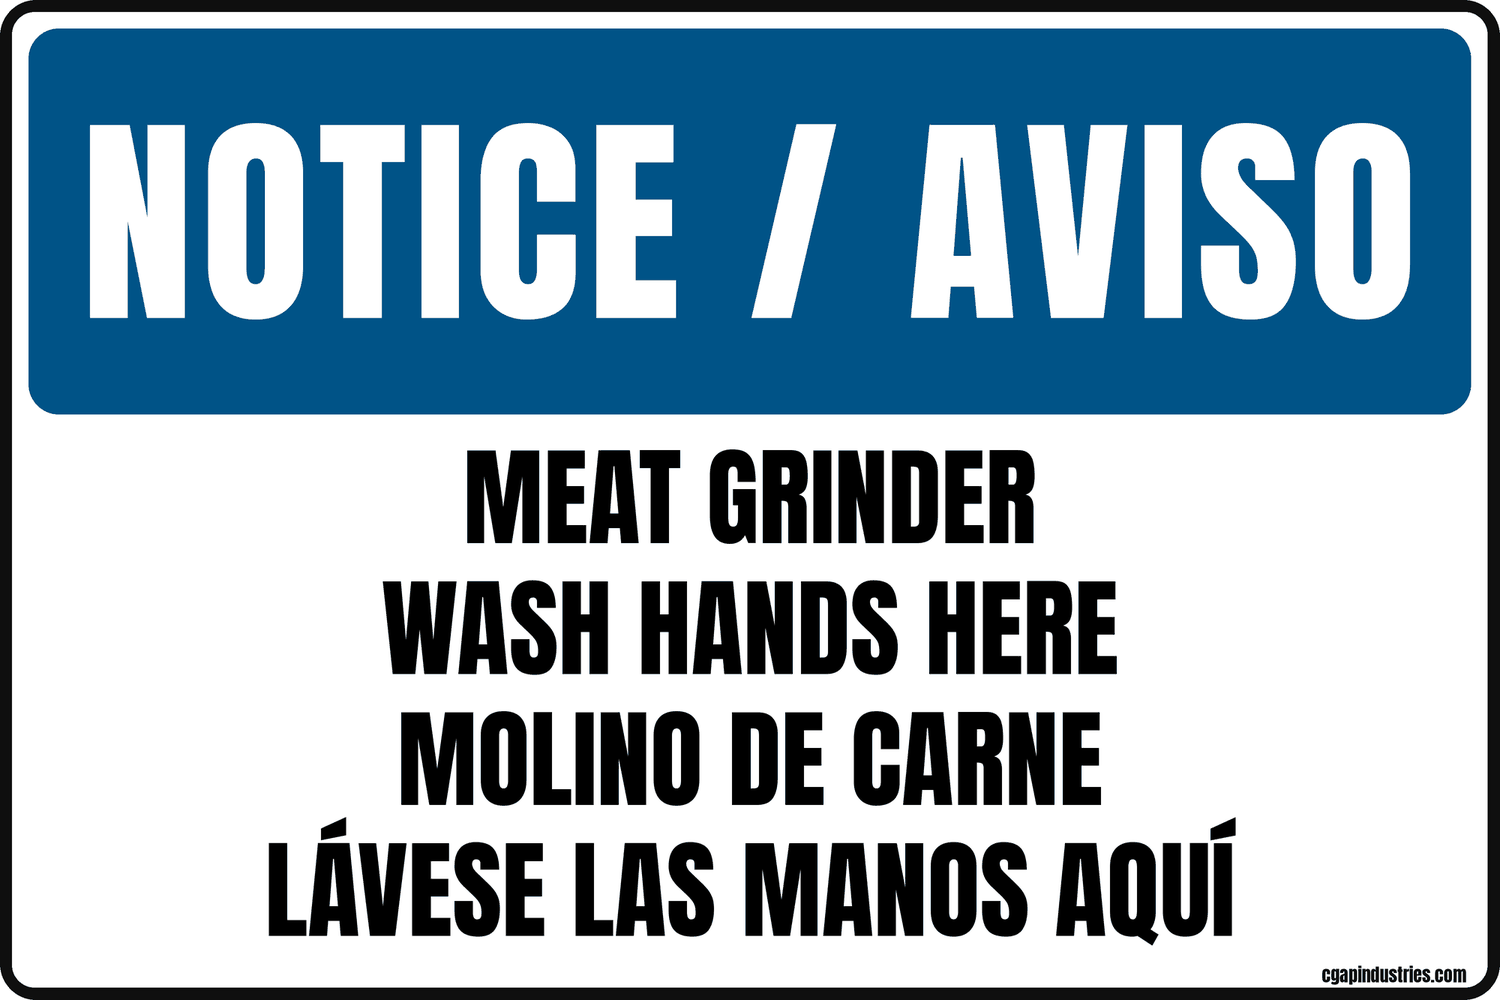 NOTICE / AVISO
MEAT GRINDER
WASH HANDS HERE
MOLINO DE CARNE
LÁVESE LAS MANOS AQUÍ
cgapindustries.com